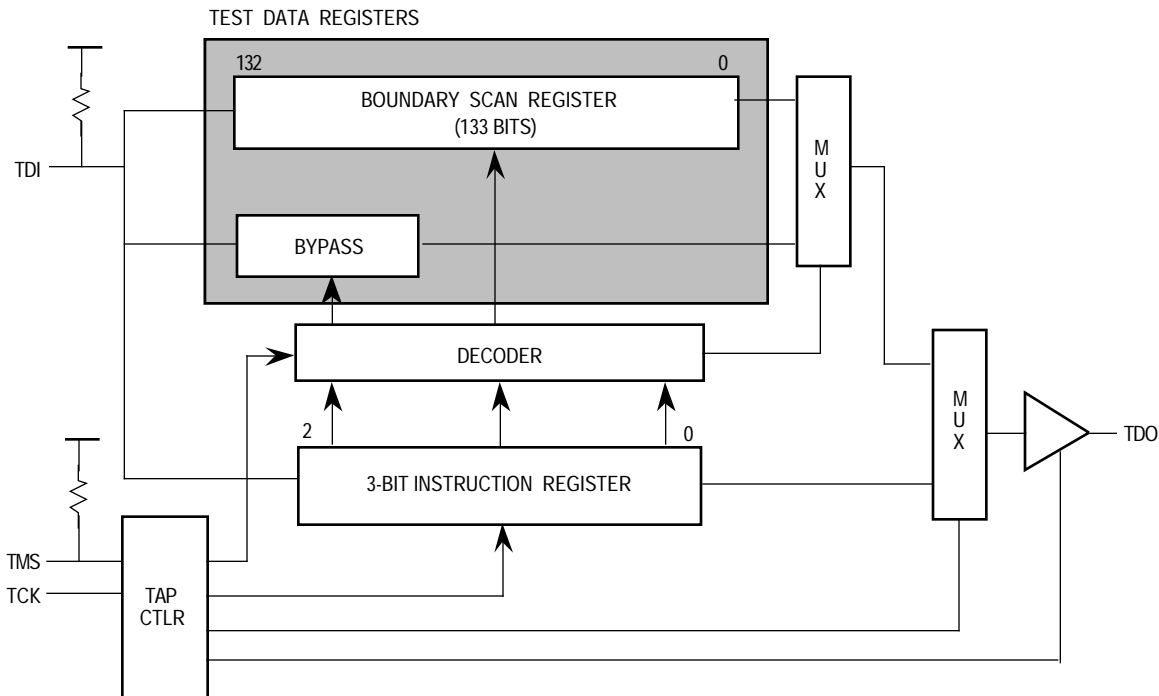 TEST DATA REGISTERS
132
0
BOUNDARY SCAN REGISTER
(133 BITS)
M
U
X
TDI
BYPASS
DECODER
M
U
X
TDO
2
0
3-BIT INSTRUCTION REGISTER
TMS
TCK
TAP
CTLR